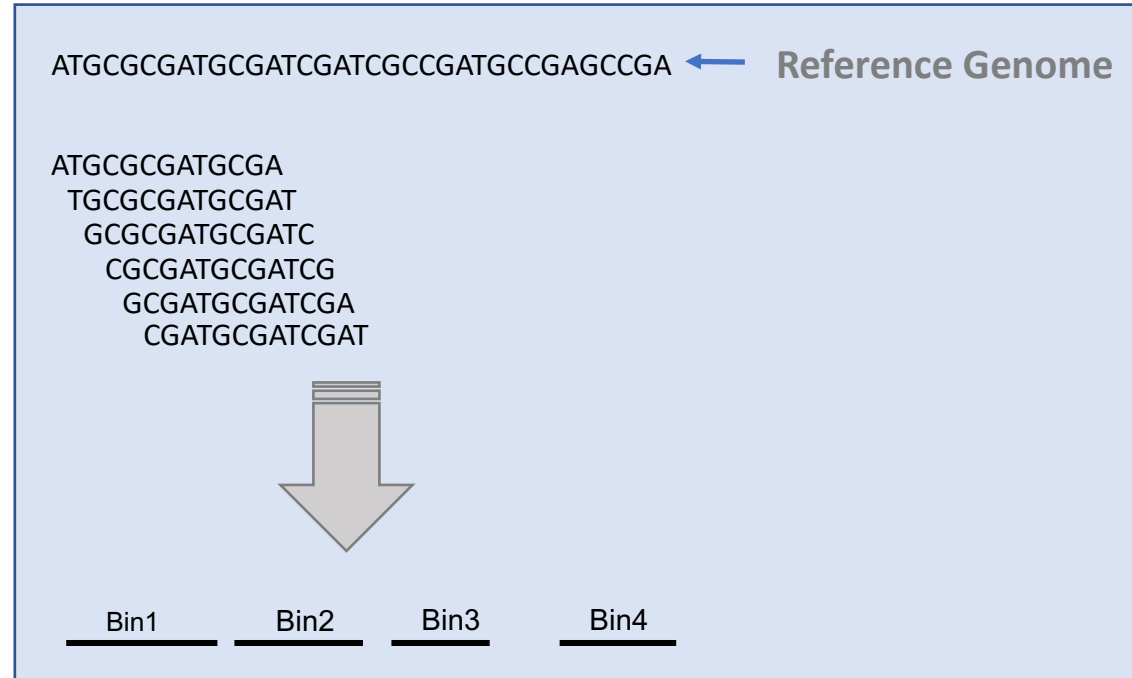 ATGCGCGATGCGATCGATCGCCGATGCCGAGCCGA Reference Genome
ATGCGCGATGCGA
TGCGCGATGCGAT
GCGCGATGCGATC
CGCGATGCGATCG
GCGATGCGATCGA
CGATGCGATCGAT
Bin1 Bin2 Bin3 Bin4